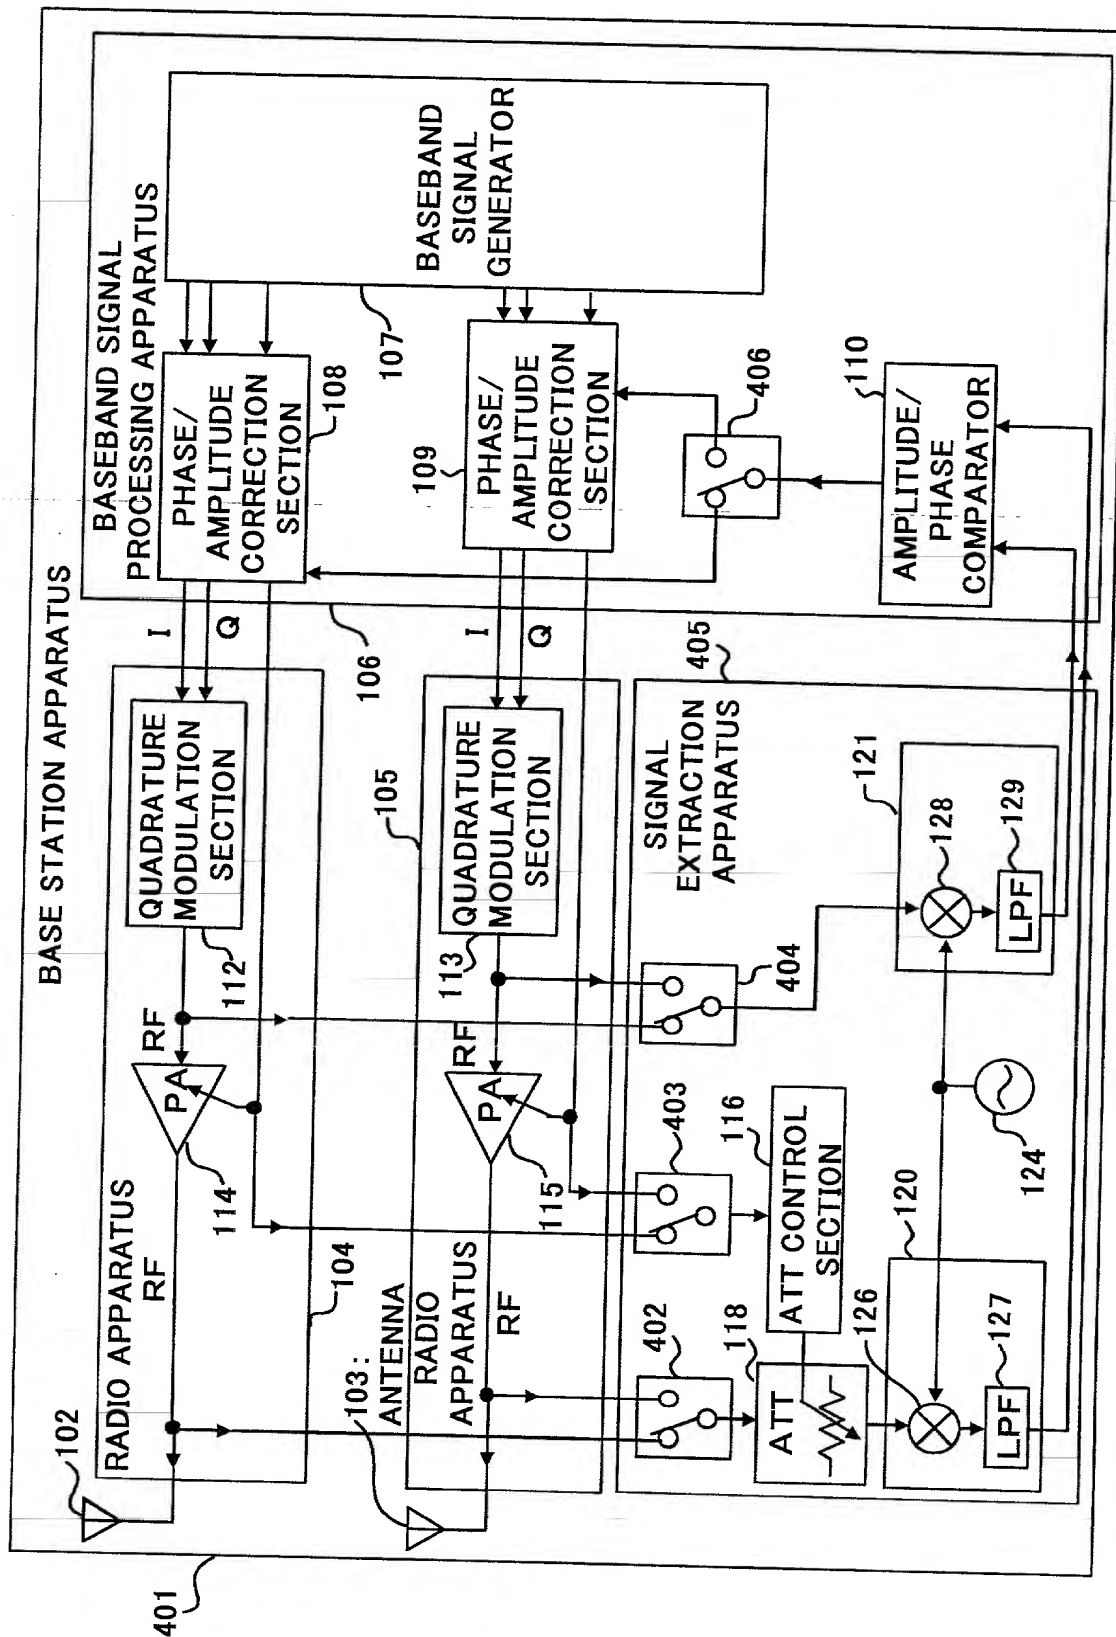 BASE STATION APPARATUS
401
102
RADIO APPARATUS
RF
104
114
PA
RF
112
QUADRATURE
MODULATION
SECTION
I
Q
106
BASEBAND SIGNAL
PROCESSING APPARATUS
PHASE/
AMPLITUDE
CORRECTION
SECTION
108
107
BASEBAND
SIGNAL
GENERATOR
103:
ANTENNA
RADIO
APPARATUS
RF
115
PA
RF
113
105
QUADRATURE
MODULATION
SECTION
I
Q
109
PHASE/
AMPLITUDE
CORRECTION
SECTION
406
402
403
404
SIGNAL
EXTRACTION
APPARATUS
405
118
ATT
116
ATT CONTROL
SECTION
126
120
LPF
127
124
121
128
LPF
129
110
AMPLITUDE/
PHASE
COMPARATOR